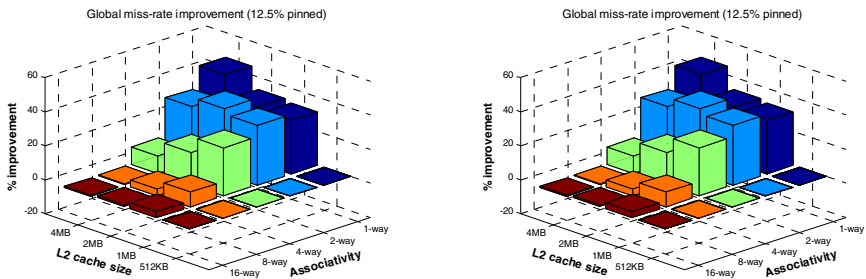 Global miss-rate improvement (12.5% pinned)
60
40
20
0
-20
% improvement
4MB
2MB
1MB
512KB
L2 cache size
16-way
8-way
4-way
2-way
1-way
Associativity
Global miss-rate improvement (12.5% pinned)
60
40
20
0
-20
% improvement
4MB
2MB
1MB
512KB
L2 cache size
16-way
8-way
4-way
2-way
1-way
Associativity